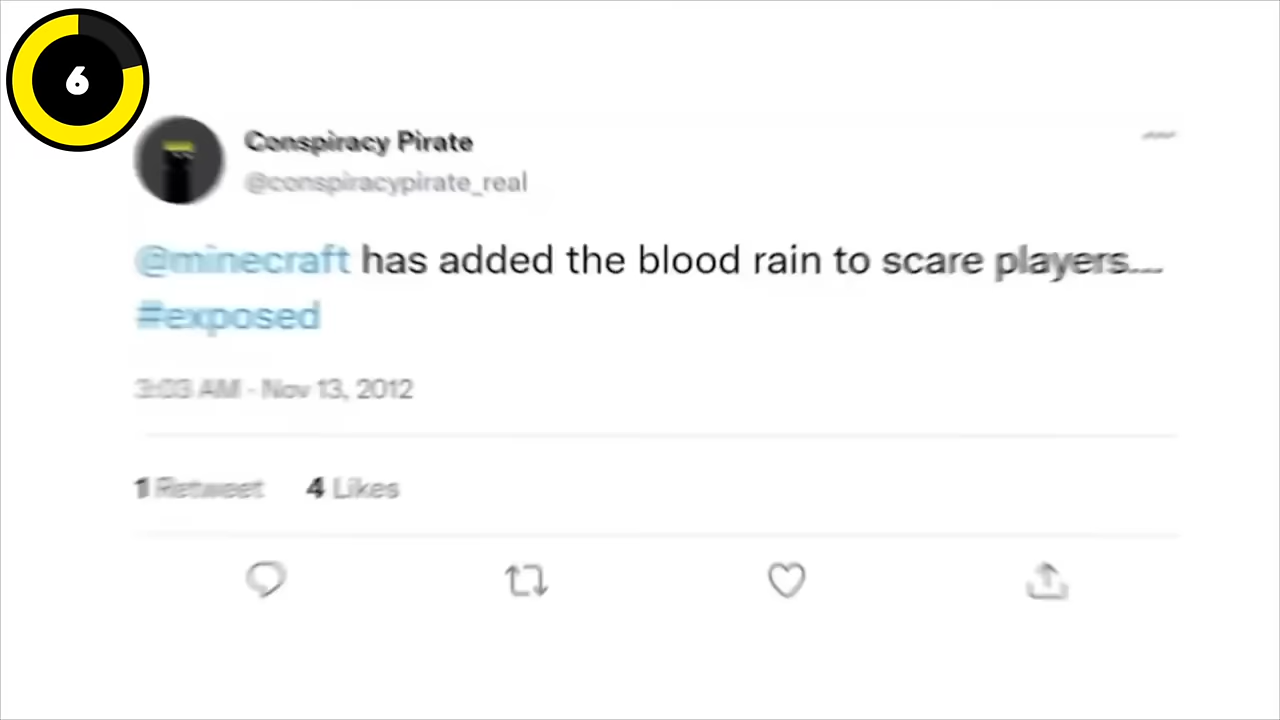 6
Conspiracy Pirate
@conspiracypirate_real
@minecraft has added the blood rain to scare players....
#exposed
3:03 AM · Nov 13, 2012
1 Retweet 4 Likes